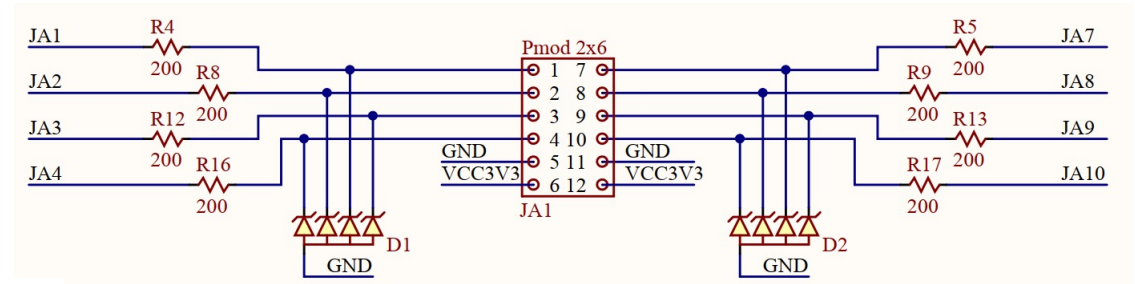 JA1 R4 200
JA2 R8 200
JA3 R12 200
JA4 R16 200
Pmod 2x6
1 7
2 8
3 9
4 10
GND 5 11 GND
VCC3V3 6 12 VCC3V3
JA1
R5 200 JA7
R9 200 JA8
R13 200 JA9
R17 200 JA10
D1
GND
D2
GND